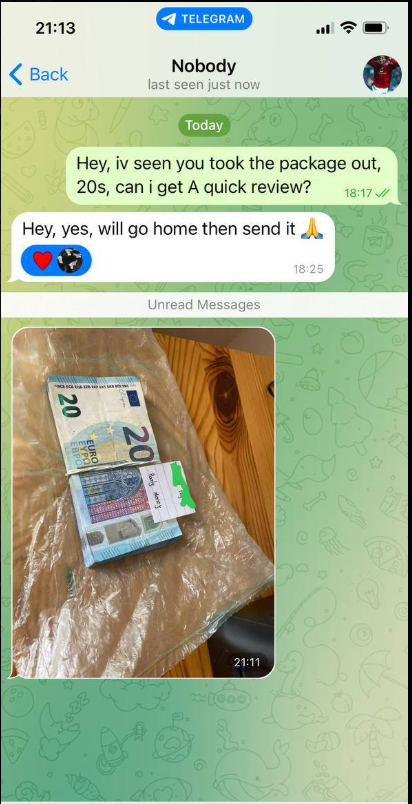 21:13
TELEGRAM
Back
Nobody
last seen just now
Today
Hey, iv seen you took the package out,
20s, can i get A quick review?
18:17
Hey, yes, will go home then send it 🙏
18:25
Unread Messages
20
20
EURO
ΕΥΡΩ
ЕВРО
21:11